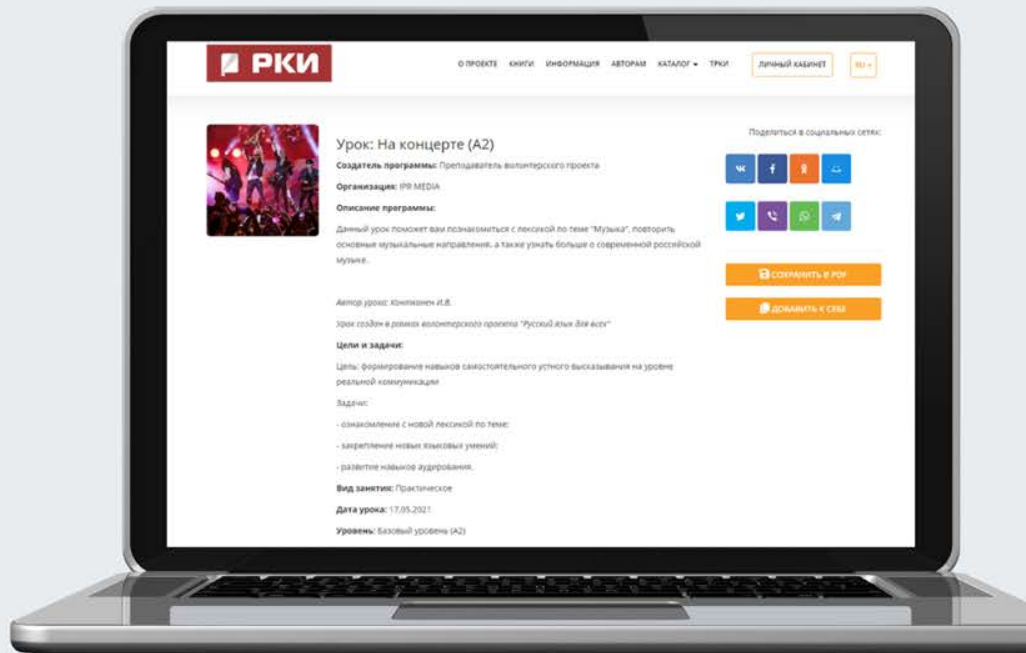 РКИ
О ПРОЕКТЕ КНИГИ ИНФОРМАЦИЯ АВТОРАМ КАТАЛОГ ТРКИ ЛИЧНЫЙ КАБИНЕТ RU
Поделиться в социальных сетях:
Урок: На концерте (А2)
Создатель программы: Преподаватель волонтерского проекта
Организация: IPR MEDIA
Описание программы:
Данный урок поможет вам познакомиться с лексикой по теме "Музыка", повторить
основные музыкальные направления, а также узнать больше о современной российской
музыке.
Автор урока: Контконен И.В.
Урок создан в рамках волонтерского проекта "Русский язык для всех"
Цели и задачи:
Цель: формирование навыков самостоятельного устного высказывания на уровне
реальной коммуникации
Задачи:
- ознакомление с новой лексикой по теме;
- закрепление новых языковых умений;
- развитие навыков аудирования.
Вид занятия: Практическое
Дата урока: 17.05.2021
Уровень: Базовый уровень (А2)
СОХРАНИТЬ В PDF
ДОБАВИТЬ К СЕБЕ